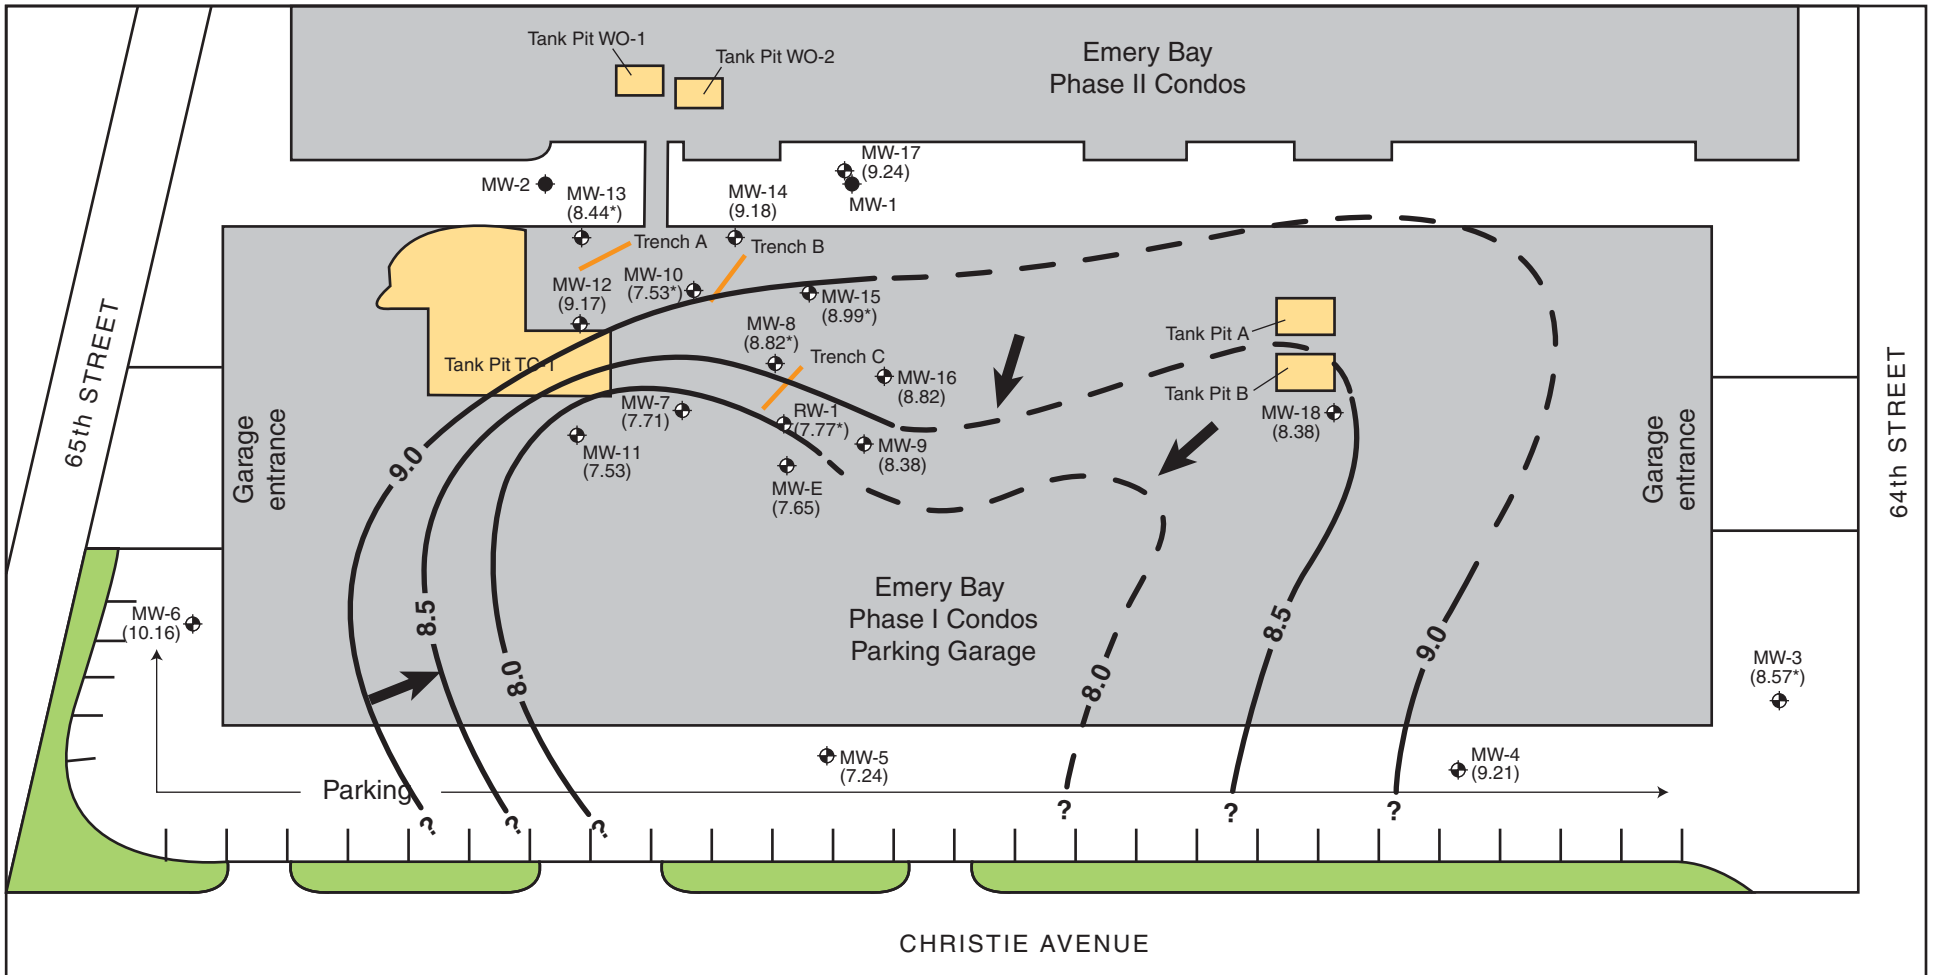 Tank Pit WO-1
Tank Pit WO-2
Emery Bay
Phase II Condos
MW-2
MW-13
(8.44*)
MW-14
(9.18)
MW-17
(9.24)
MW-1
Trench A
Trench B
MW-12
(9.17)
MW-10
(7.53*)
MW-15
(8.99*)
MW-8
(8.82*)
Trench C
MW-16
(8.82)
Tank Pit TC-1
Tank Pit A
Tank Pit B
MW-18
(8.38)
MW-7
(7.71)
RW-1
(7.77*)
MW-9
(8.38)
MW-11
(7.53)
MW-E
(7.65)
65th STREET
64th STREET
Garage
entrance
Garage
entrance
9.0
8.5
8.0
8.0
8.5
9.0
Emery Bay
Phase I Condos
Parking Garage
MW-6
(10.16)
MW-3
(8.57*)
MW-5
(7.24)
MW-4
(9.21)
Parking
?
?
?
?
?
?
CHRISTIE AVENUE